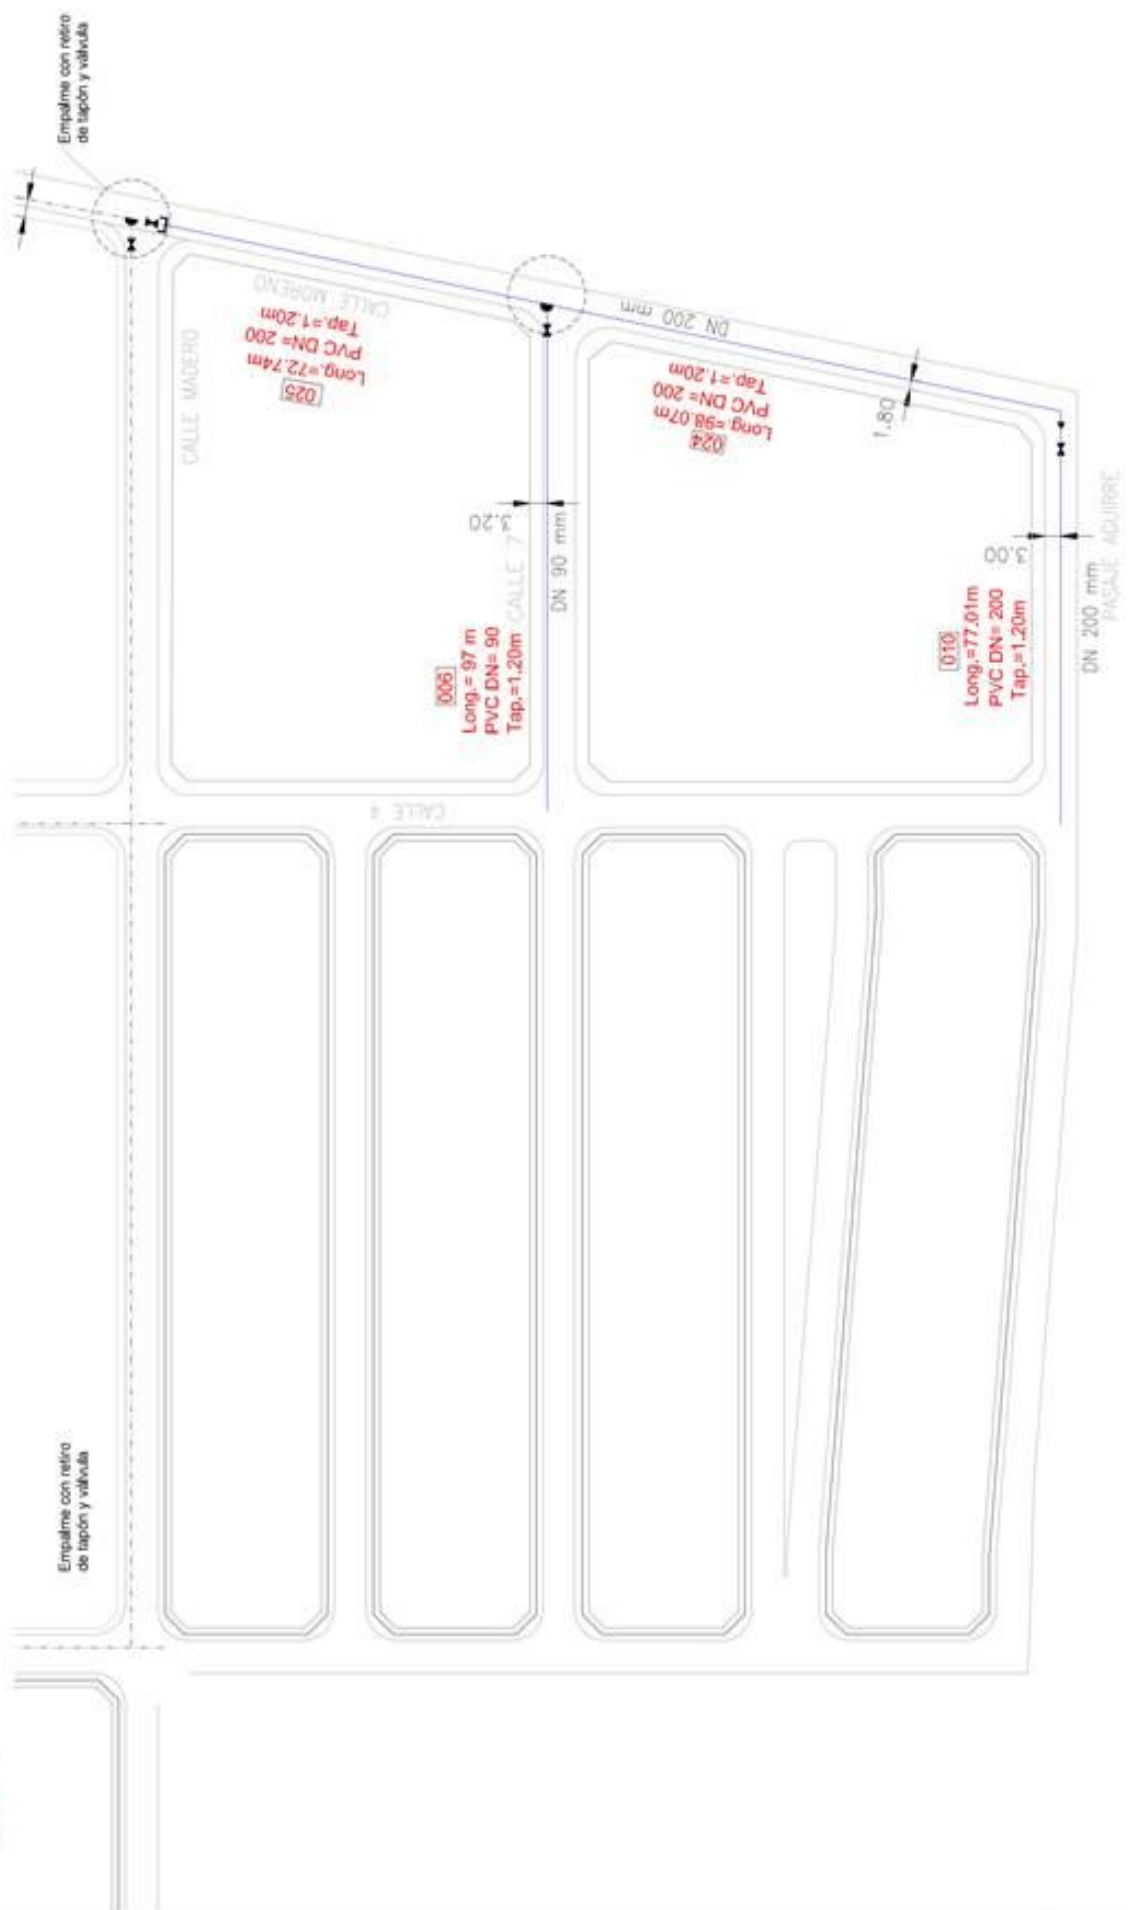 Empalme con retiro
de tapón y válvula
CALLE MORENO
Tap.=1.20m
PVC DN= 200
Long.=72.74m
025
CALLE MADERO
DN 200 mm
Tap.=1.20m
PVC DN= 200
Long.=98.07m
024
1.80
3.20
CALLE 7
DN 90 mm
006
Long.= 97 m
PVC DN= 90
Tap.=1.20m
3.00
010
Long.=77.01m
PVC DN= 200
Tap.=1.20m
DN 200 mm
PASAJE AGUIRRE
CALLE 4
Empalme con retiro
de tapón y válvula